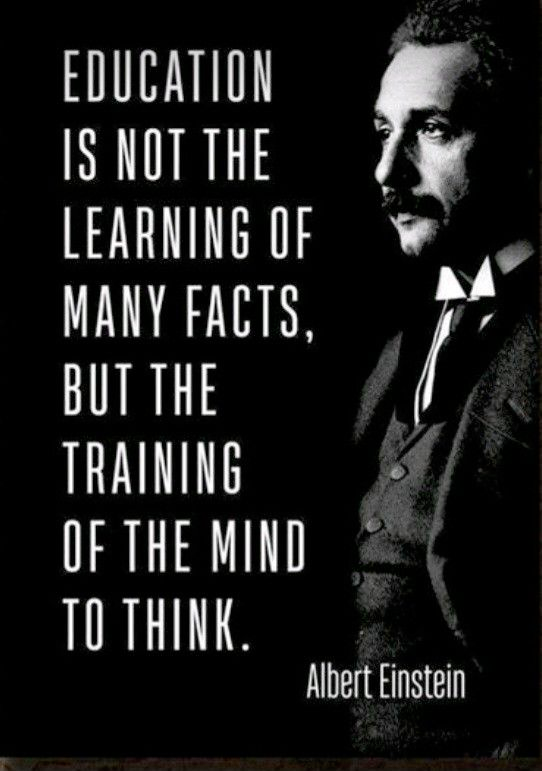 EDUCATION
IS NOT THE
LEARNING OF
MANY FACTS,
BUT THE
TRAINING
OF THE MIND
TO THINK.
Albert Einstein